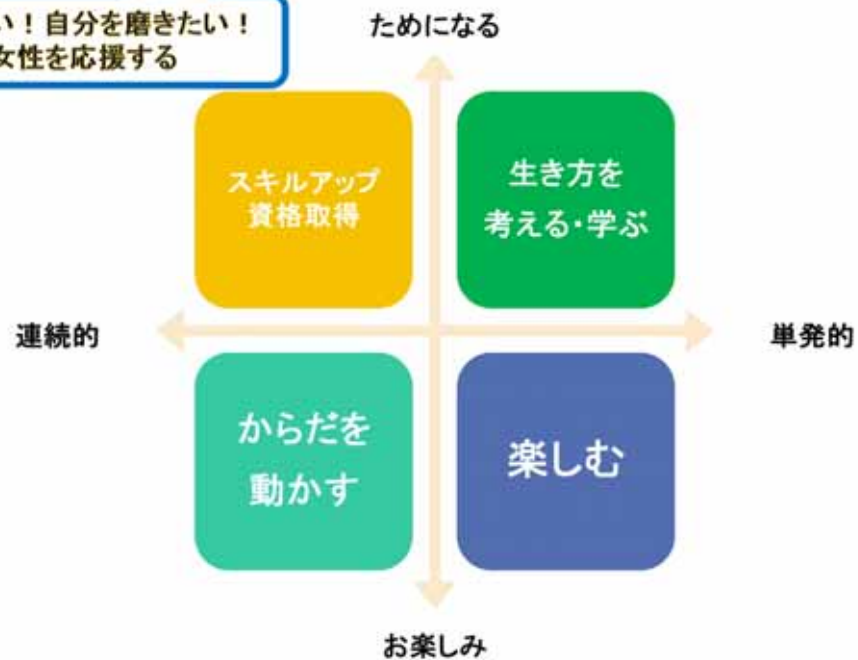 い！自分を磨きたい！
女性を応援する
ためになる
スキルアップ
資格取得
生き方を
考える・学ぶ
連続的
単発的
からだを
動かす
楽しむ
お楽しみ